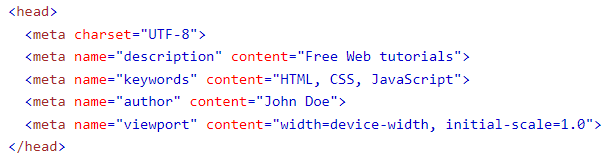 <head>
  <meta charset="UTF-8">
  <meta name="description" content="Free Web tutorials">
  <meta name="keywords" content="HTML, CSS, JavaScript">
  <meta name="author" content="John Doe">
  <meta name="viewport" content="width=device-width, initial-scale=1.0">
</head>